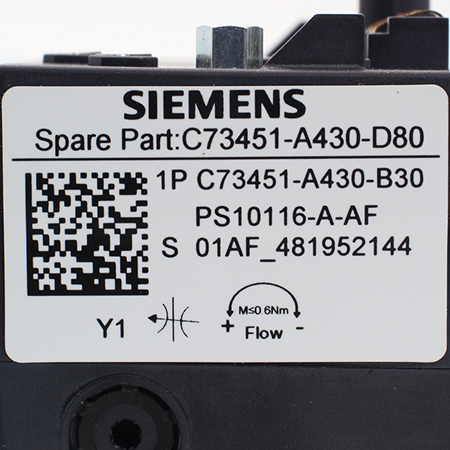 SIEMENS
Spare Part:C73451-A430-D80
1P C73451-A430-B30
PS10116-A-AF
S 01AF_481952144
M≤0.6Nm
Y1 + Flow -